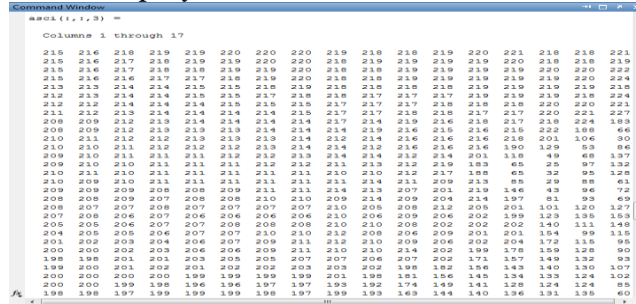 Command Window
asci(:,:,3) =
Columns 1 through 17
215 216 218 219 219 220 220 220 219 218 218 219 220 221 218 218 221
215 216 217 218 219 220 220 220 219 218 218 219 219 220 218 218 219
215 216 217 218 218 219 219 220 218 218 219 219 219 219 220 220 222
215 216 216 217 217 218 219 220 218 218 219 219 219 219 219 220 224
213 213 214 214 215 215 218 219 218 218 218 218 219 219 219 219 218
212 213 214 214 215 215 217 218 218 217 217 219 219 219 219 218 224
212 212 214 214 214 215 215 215 217 217 217 218 218 218 220 220 221
211 212 213 214 214 214 215 215 217 217 218 218 217 217 220 221 227
208 209 212 213 214 214 214 214 217 214 219 216 218 217 218 224 183
209 209 212 213 213 213 214 214 214 219 216 215 216 215 222 188 66
210 211 212 212 213 213 213 214 212 214 216 216 216 218 201 106 30
210 210 211 212 212 212 213 213 214 212 216 216 216 190 129 53 86
209 210 211 211 211 212 212 213 214 214 212 214 201 118 49 68 137
209 210 210 211 211 211 212 212 211 213 212 219 183 65 25 97 132
210 211 210 211 211 211 211 210 210 212 217 188 65 32 95 128
210 209 210 211 211 211 211 211 214 211 209 213 85 29 88 61
209 209 209 208 208 209 211 211 214 213 207 201 219 146 43 96 72
208 208 209 207 208 208 210 210 209 214 209 204 214 197 81 93 69
208 207 207 208 207 207 207 207 210 205 208 212 205 201 101 120 127
207 208 206 207 206 206 206 206 210 206 209 206 202 199 123 135 153
205 205 206 207 207 208 208 208 210 210 208 202 202 202 140 111 148
204 205 205 206 207 207 210 210 212 208 206 209 201 201 154 99 115
201 202 203 204 206 207 209 211 212 210 209 206 202 204 172 115 95
200 200 202 203 206 206 209 211 210 210 214 202 199 178 159 128 90
198 198 201 201 203 205 205 207 207 206 207 202 171 157 149 132 93
199 200 201 202 201 202 202 203 203 202 198 182 156 143 140 130 107
200 200 200 200 199 199 199 199 201 198 181 156 145 134 133 124 102
200 200 199 198 196 196 197 197 193 192 174 149 141 128 124 124 85
198 198 197 199 199 199 198 197 199 193 163 144 140 136 131 135 60
fx